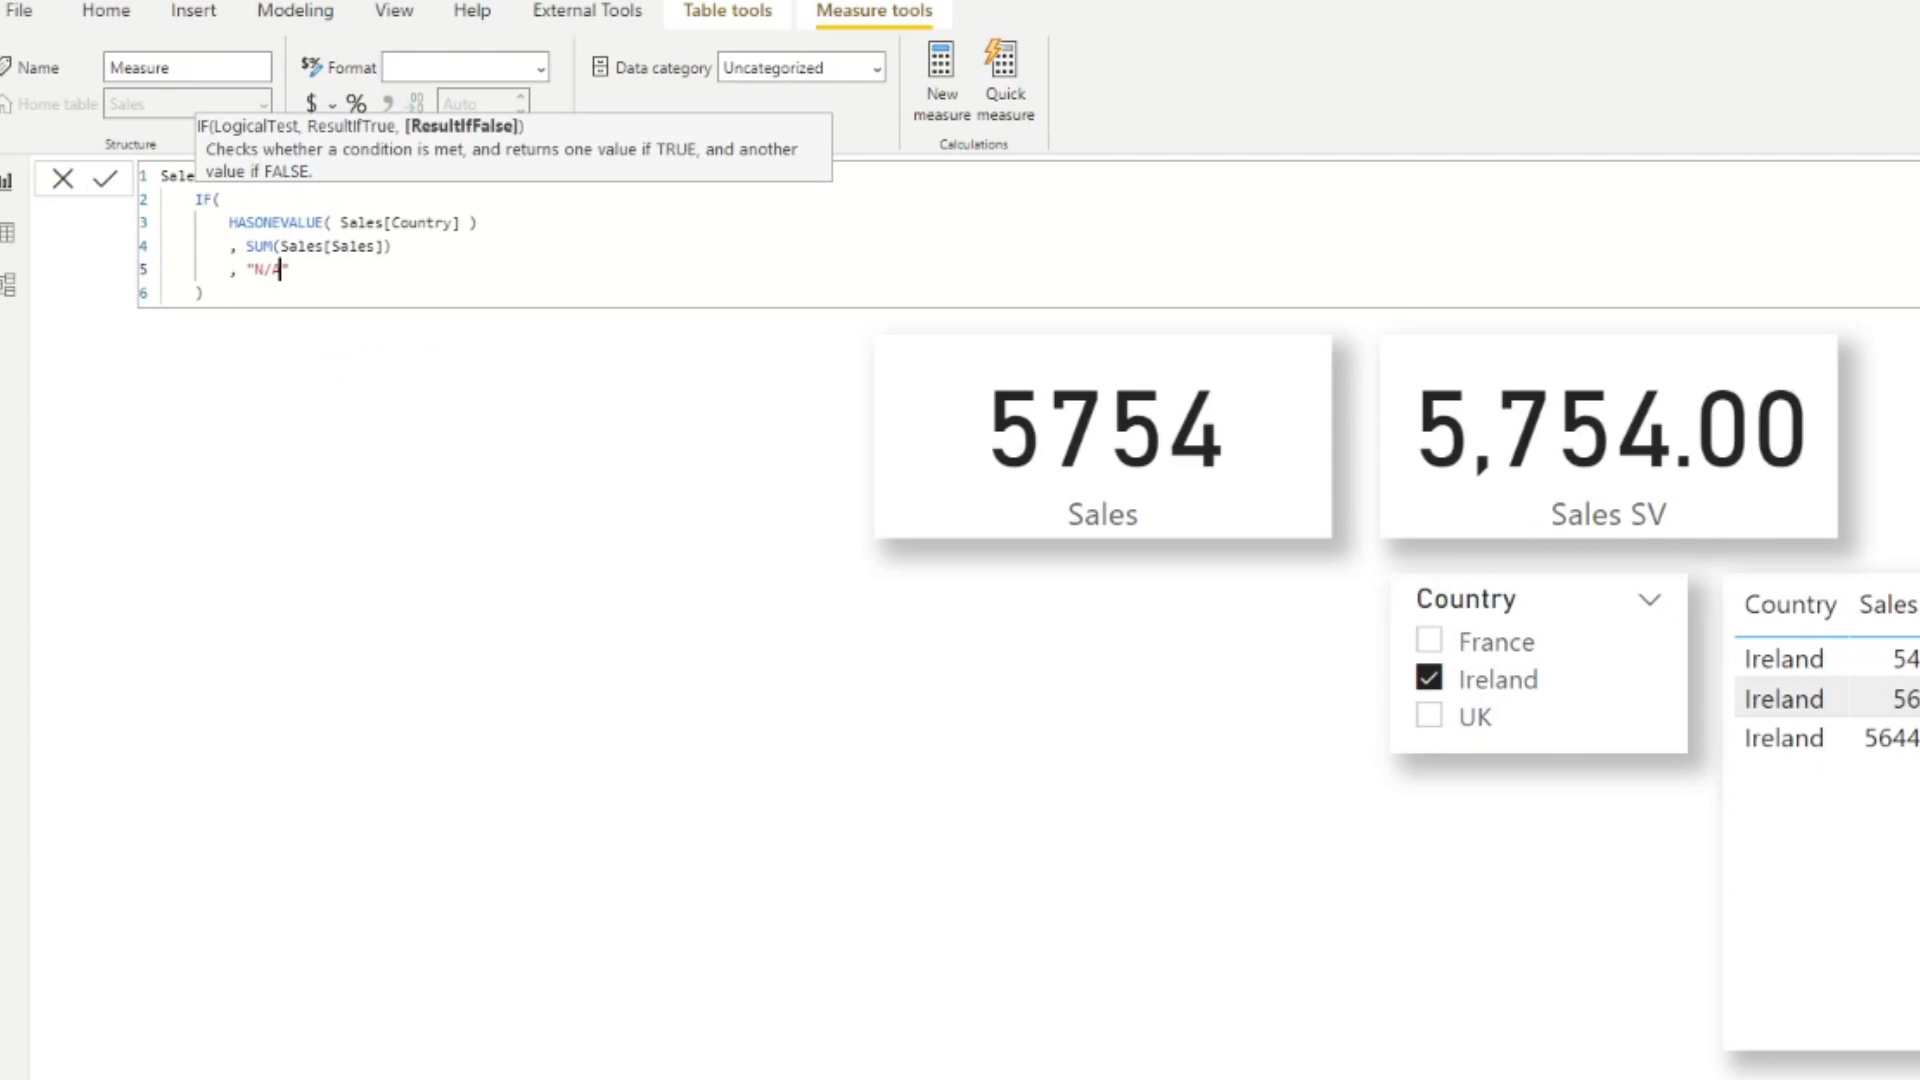 File Home Insert Modeling View Help External Tools Table tools Measure tools
Name Measure Format Data category Uncategorized
Home table Sales $ % Auto
New measure
Quick measure
Structure
Calculations
IF(LogicalTest, ResultIfTrue, [ResultIfFalse])
Checks whether a condition is met, and returns one value if TRUE, and another
value if FALSE.
1 Sale
2 IF(
3 HASONEVALUE( Sales[Country] )
4 , SUM(Sales[Sales])
5 , "N/A"
6 )
5754
Sales
5,754.00
Sales SV
Country
France
Ireland
UK
Country Sales
Ireland 54
Ireland 56
Ireland 5644